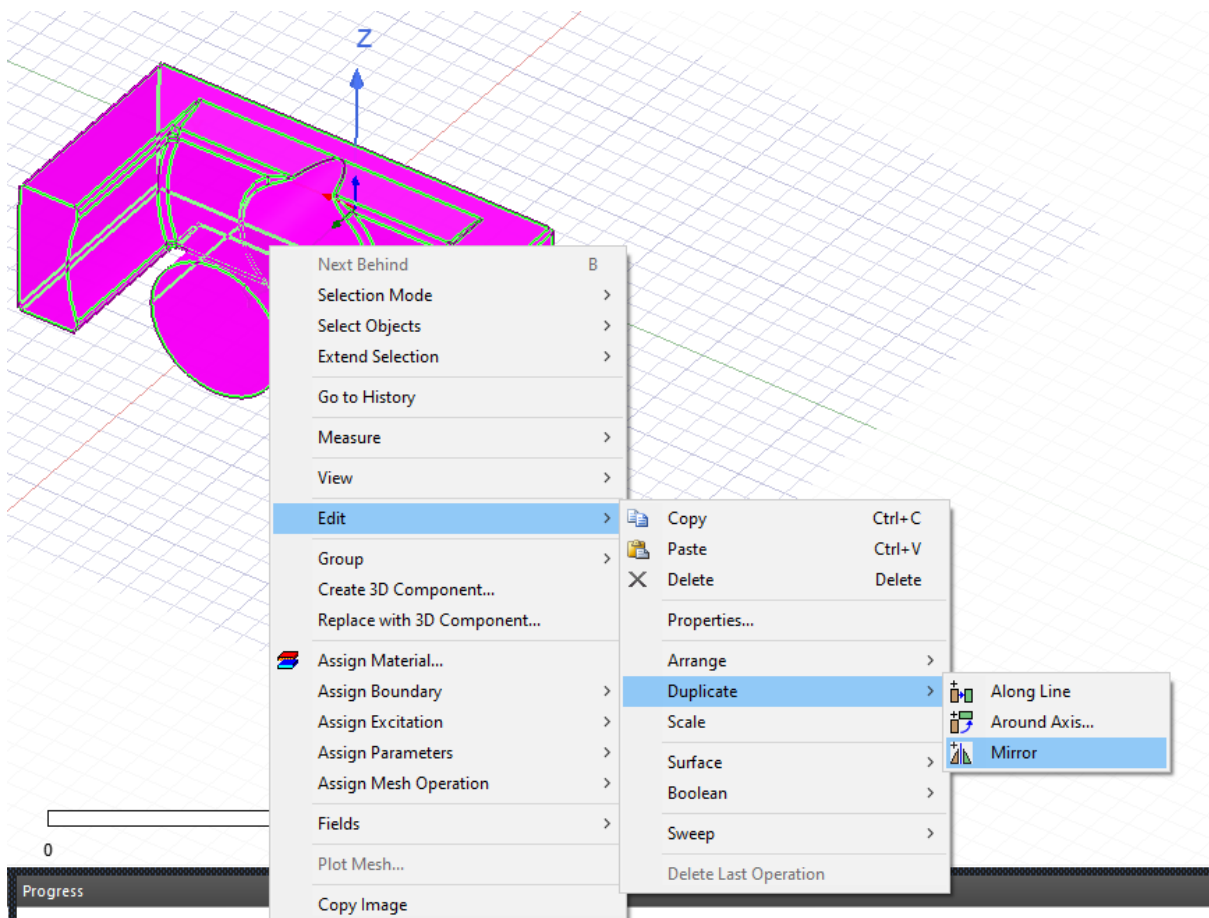 Z
Next Behind B
Selection Mode
Select Objects
Extend Selection
Go to History
Measure
View
Edit
Group
Create 3D Component...
Replace with 3D Component...
Assign Material...
Assign Boundary
Assign Excitation
Assign Parameters
Assign Mesh Operation
Fields
Plot Mesh...
Copy Image
Copy Ctrl+C
Paste Ctrl+V
Delete Delete
Properties...
Arrange
Duplicate
Scale
Surface
Boolean
Sweep
Delete Last Operation
Along Line
Around Axis...
Mirror
0
Progress